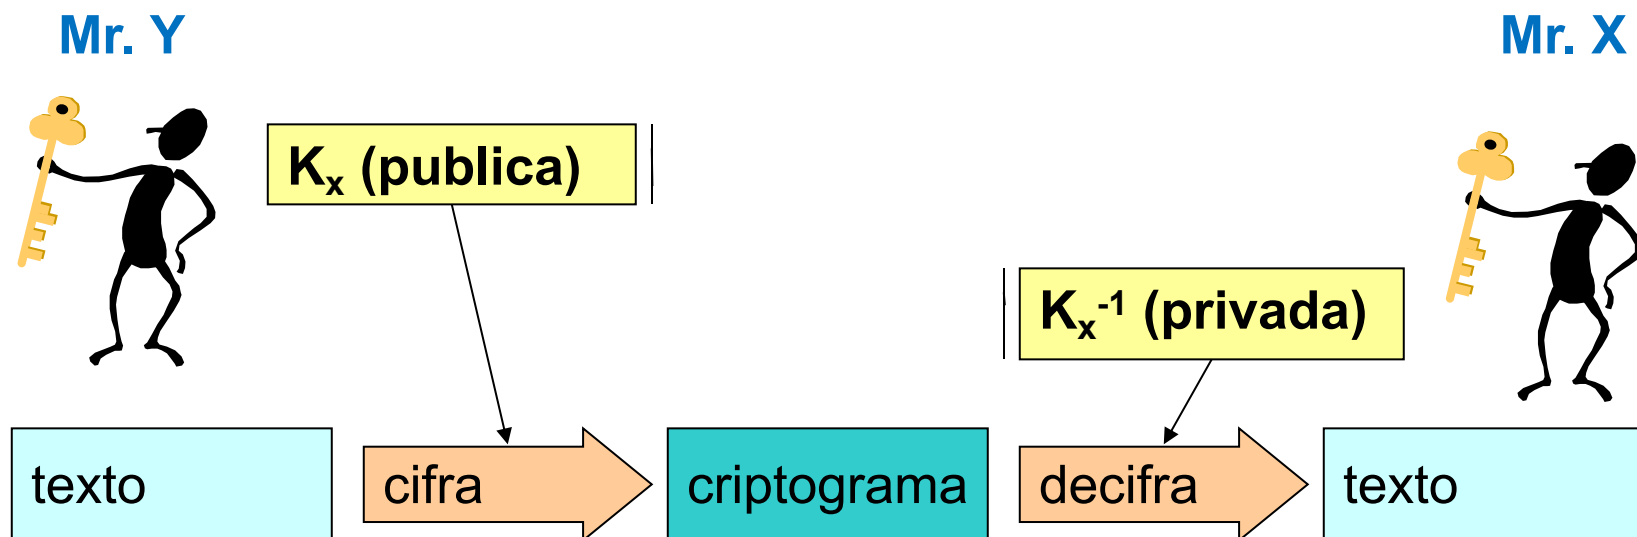 Mr. Y
Mr. X
Kₓ (publica)
Kₓ⁻¹ (privada)
texto
cifra
criptograma
decifra
texto